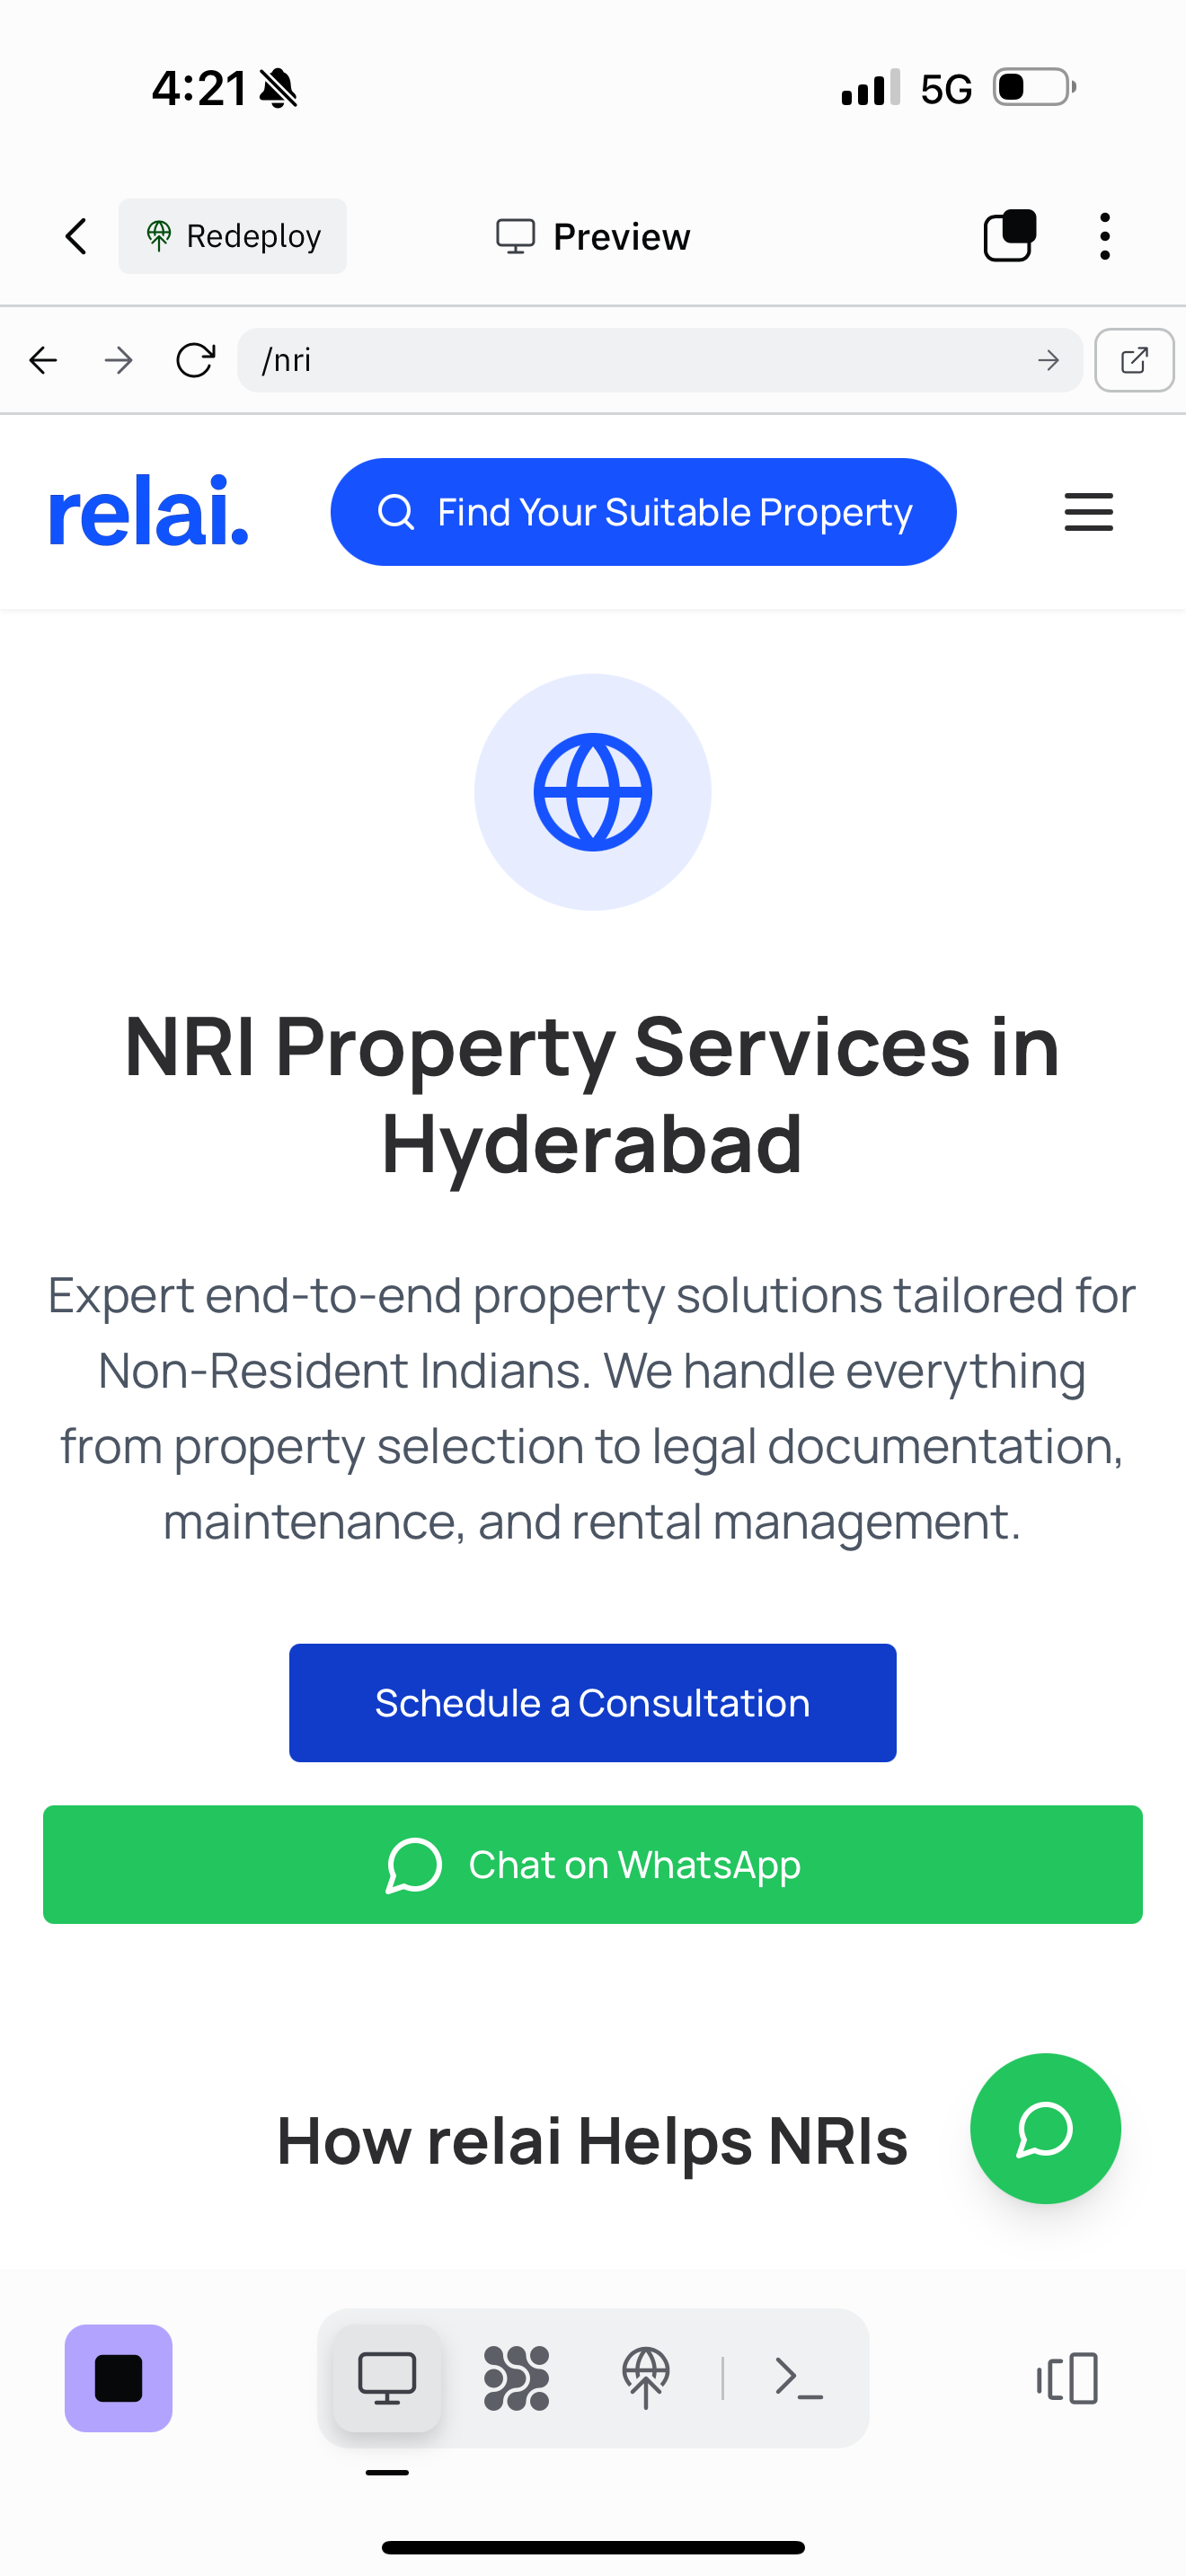 4:21
5G
Redeploy
Preview
/nri
relai.
Find Your Suitable Property
NRI Property Services in
Hyderabad
Expert end-to-end property solutions tailored for
Non-Resident Indians. We handle everything
from property selection to legal documentation,
maintenance, and rental management.
Schedule a Consultation
Chat on WhatsApp
How relai Helps NRIs